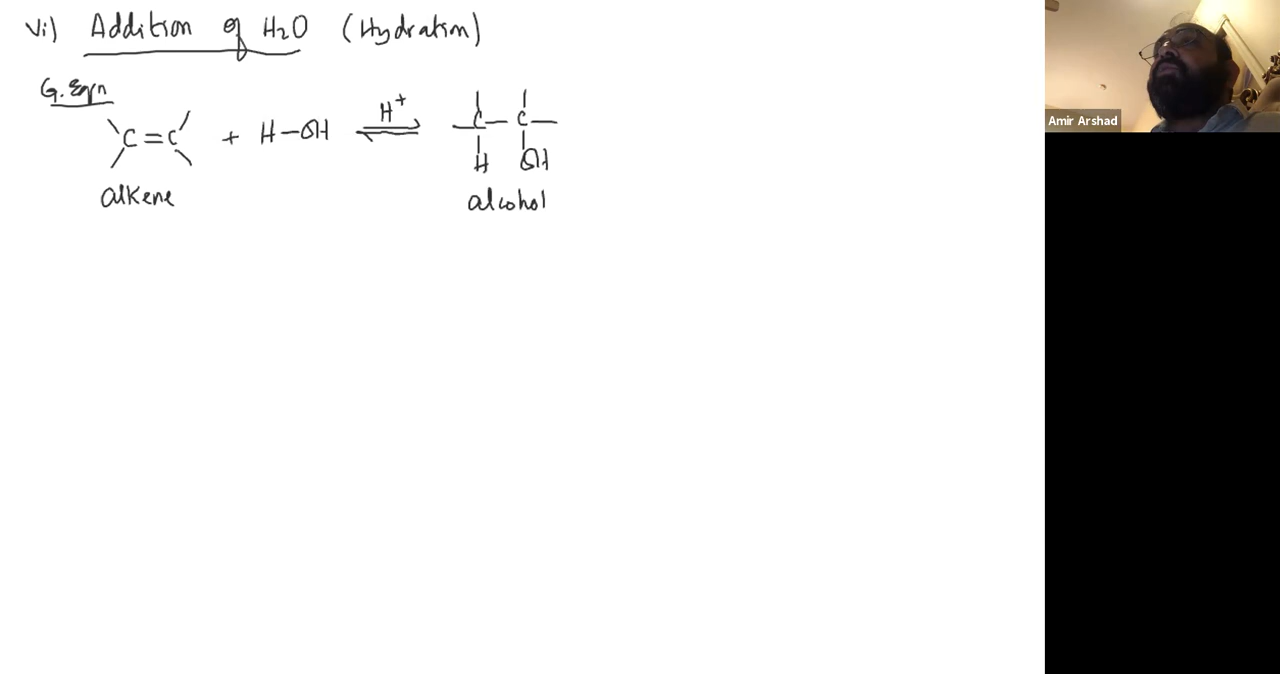 vi) Addition of H2O (Hydration)
G. Eqn
C=C + H-OH ⇌ H+ C-C
H OH
alkene alcohol
Amir Arshad